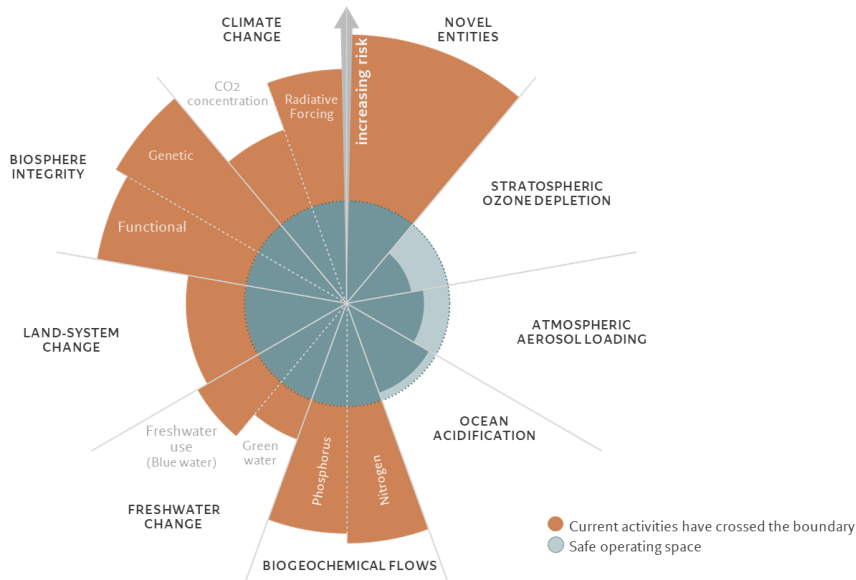 CLIMATE
CHANGE
NOVEL
ENTITIES
increasing risk
CO2
concentration
Radiative
Forcing
BIOSPHERE
INTEGRITY
Genetic
Functional
STRATOSPHERIC
OZONE DEPLETION
LAND-SYSTEM
CHANGE
ATMOSPHERIC
AEROSOL LOADING
Freshwater
use
(Blue water)
Green
water
Phosphorus
Nitrogen
OCEAN
ACIDIFICATION
FRESHWATER
CHANGE
BIOGEOCHEMICAL FLOWS
Current activities have crossed the boundary
Safe operating space